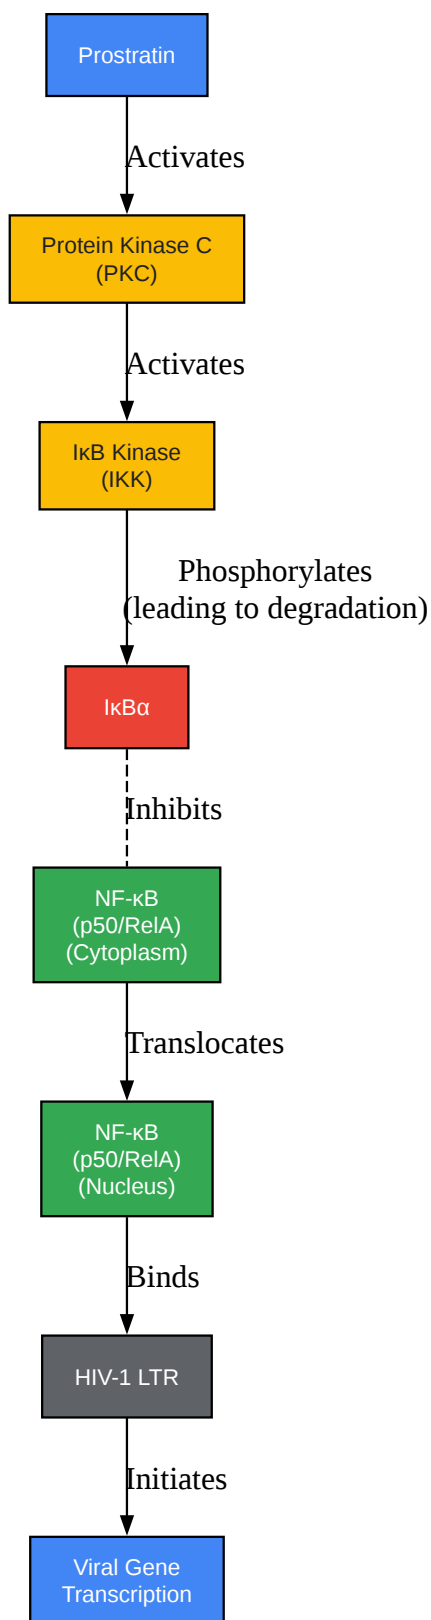 Prostratin
Activates
Protein Kinase C
(PKC)
Activates
IκB Kinase
(IKK)
Phosphorylates
(leading to degradation)
IκBα
Inhibits
NF-κB
(p50/RelA)
(Cytoplasm)
Translocates
NF-κB
(p50/RelA)
(Nucleus)
Binds
HIV-1 LTR
Initiates
Viral Gene
Transcription